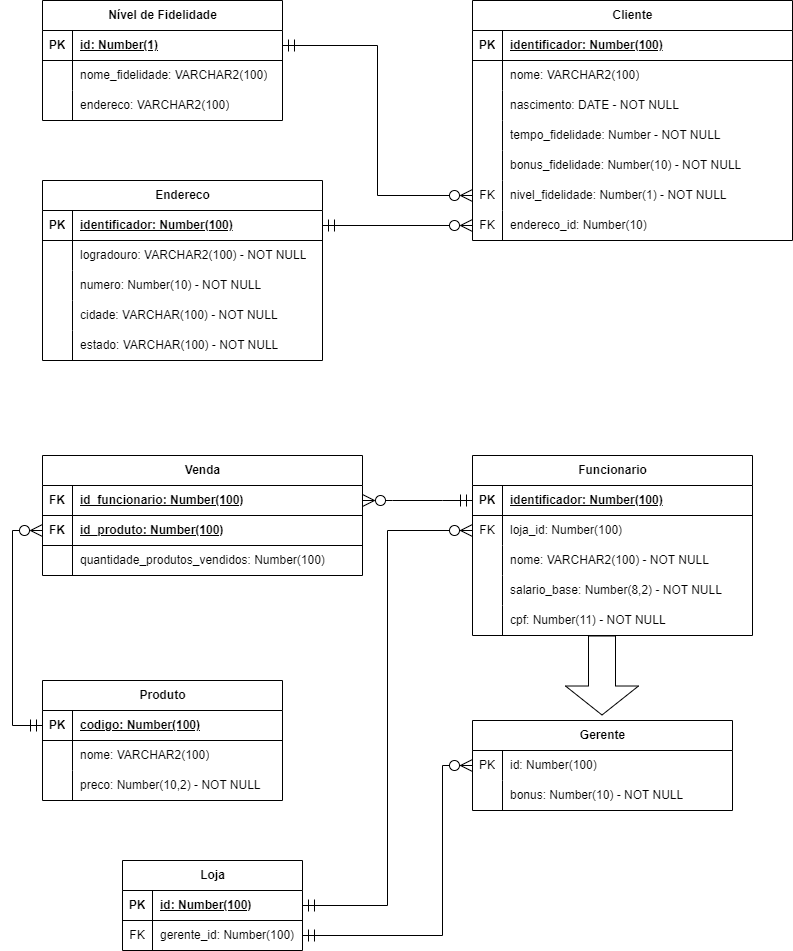 Nível de Fidelidade
PK id: Number(1)
nome_fidelidade: VARCHAR2(100)
endereco: VARCHAR2(100)
Cliente
PK identificador: Number(100)
nome: VARCHAR2(100)
nascimento: DATE - NOT NULL
tempo_fidelidade: Number - NOT NULL
bonus_fidelidade: Number(10) - NOT NULL
FK nivel_fidelidade: Number(1) - NOT NULL
FK endereco_id: Number(10)
Endereco
PK identificador: Number(100)
logradouro: VARCHAR2(100) - NOT NULL
numero: Number(10) - NOT NULL
cidade: VARCHAR(100) - NOT NULL
estado: VARCHAR(100) - NOT NULL
Venda
FK id_funcionario: Number(100)
FK id_produto: Number(100)
quantidade_produtos_vendidos: Number(100)
Funcionario
PK identificador: Number(100)
FK loja_id: Number(100)
nome: VARCHAR2(100) - NOT NULL
salario_base: Number(8,2) - NOT NULL
cpf: Number(11) - NOT NULL
Produto
PK codigo: Number(100)
nome: VARCHAR2(100)
preco: Number(10,2) - NOT NULL
Gerente
PK id: Number(100)
bonus: Number(10) - NOT NULL
Loja
PK id: Number(100)
FK gerente_id: Number(100)